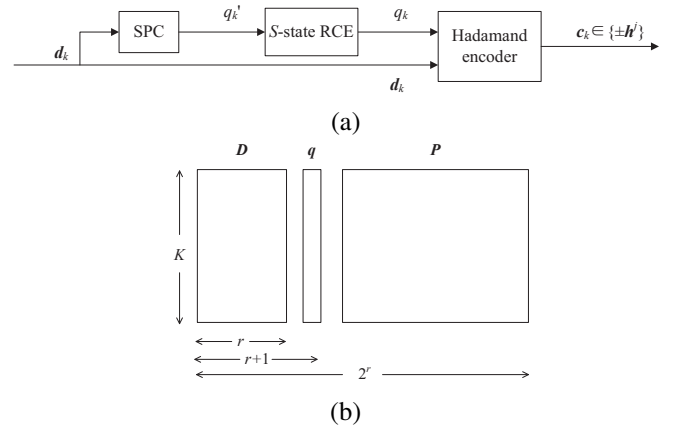 SPC
S-state RCE
Hadamand
encoder
d_k
q_k'
q_k
d_k
c_k ∈ {±h^j}
(a)
D q P
K
r
r+1
2^r
(b)